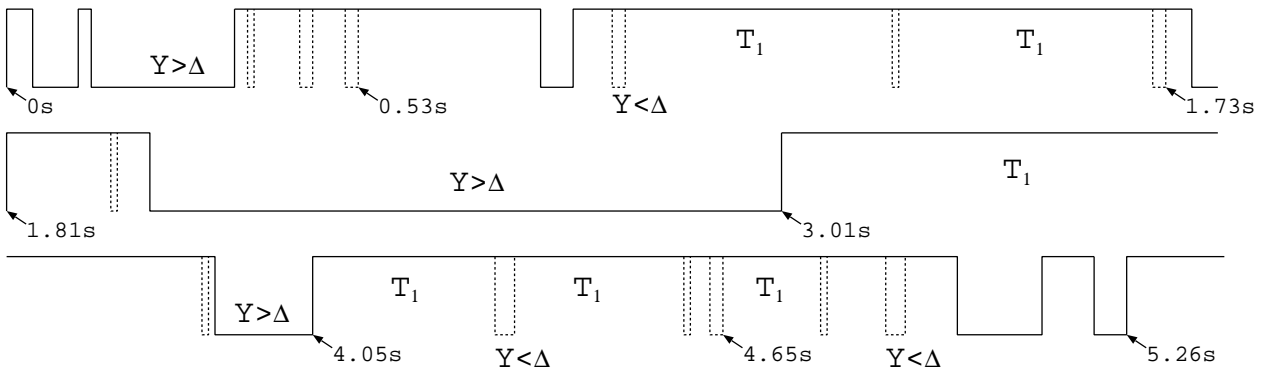 Y>Δ T₁ T₁
0s 0.53s Y<Δ 1.73s
Y>Δ T₁
1.81s 3.01s
Y>Δ T₁ T₁ T₁
4.05s Y<Δ 4.65s Y<Δ 5.26s